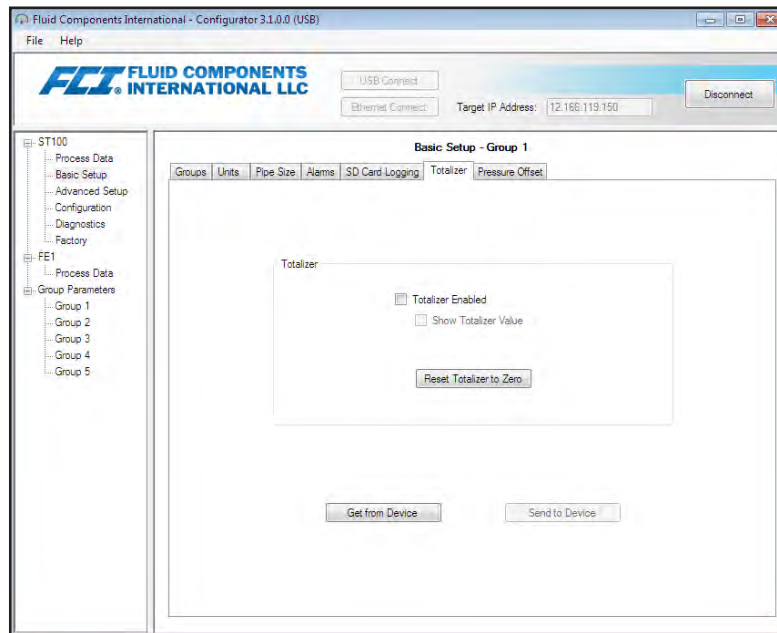 Fluid Components International - Configurator 3.1.0.0 (USB)
File Help
FCI. FLUID COMPONENTS
INTERNATIONAL LLC
USB Connect
Ethernet Connect
Target IP Address: 12.166.119.150
Disconnect
ST100
Process Data
Basic Setup
Advanced Setup
Configuration
Diagnostics
Factory
FE1
Process Data
Group Parameters
Group 1
Group 2
Group 3
Group 4
Group 5
Basic Setup - Group 1
Groups Units Pipe Size Alarms SD Card Logging Totalizer Pressure Offset
Totalizer
Totalizer Enabled
Show Totalizer Value
Reset Totalizer to Zero
Get from Device Send to Device